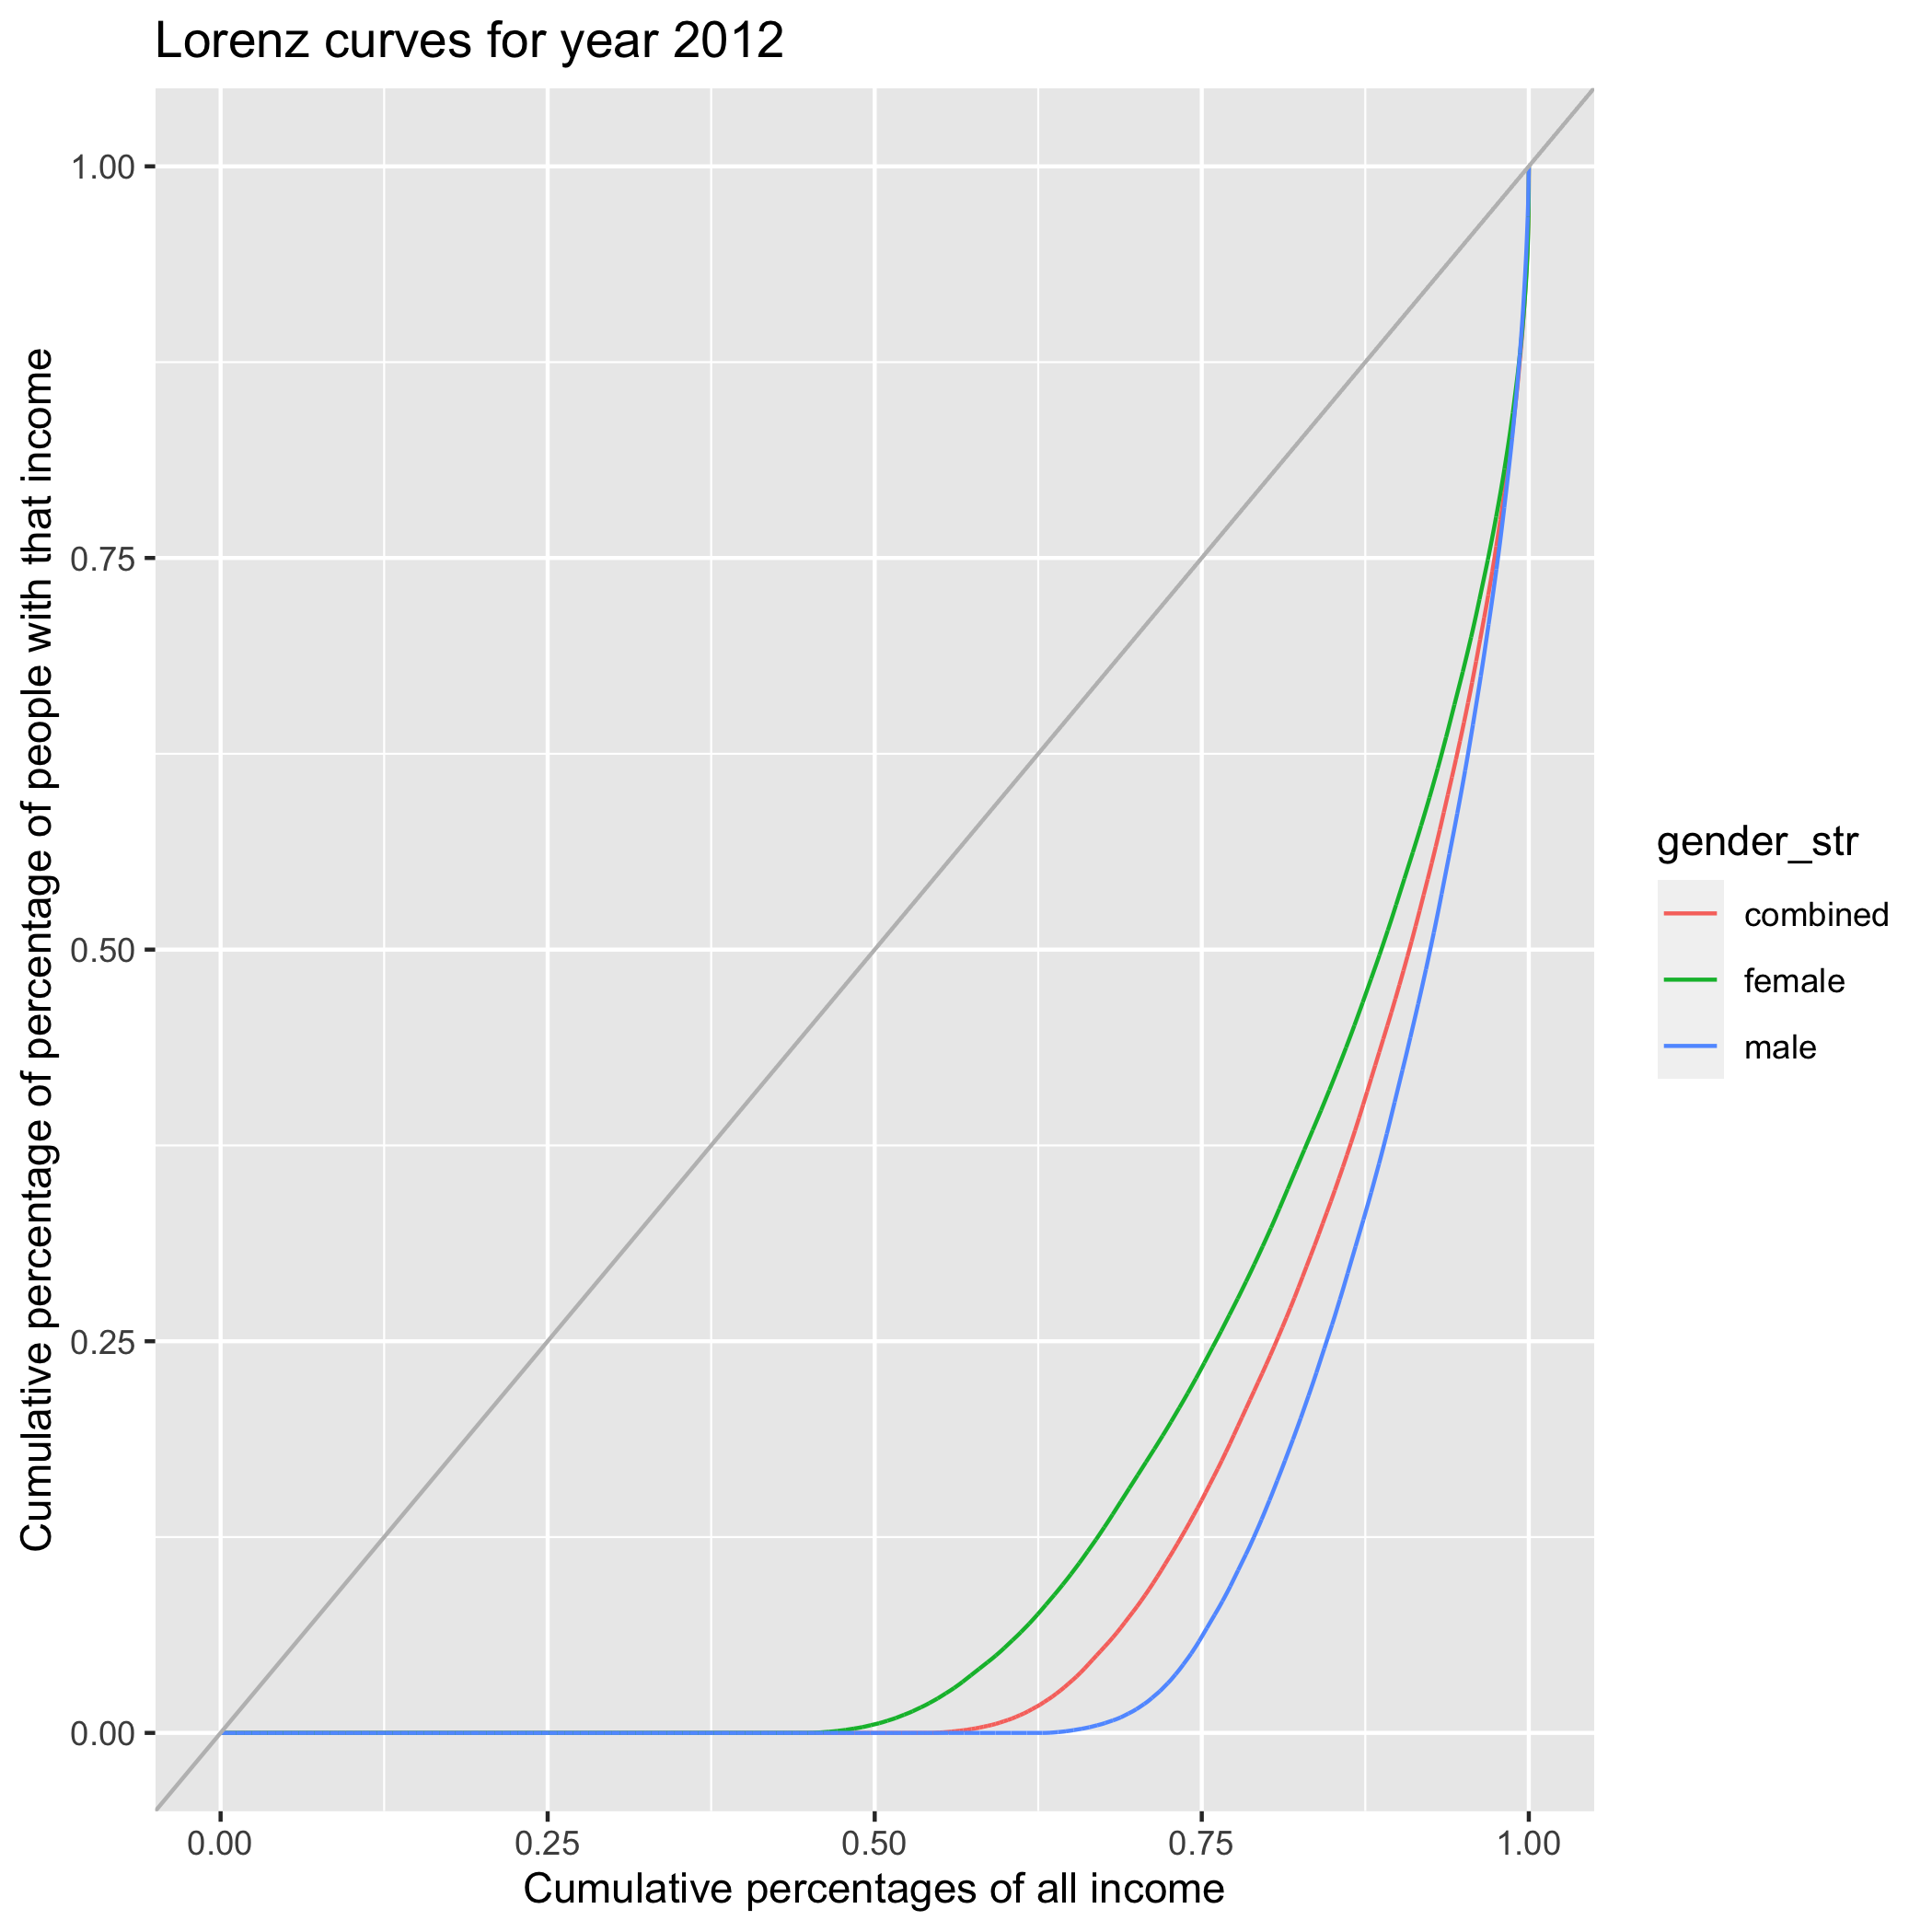 Lorenz curves for year 2012
Cumulative percentage of percentage of people with that income
1.00
0.75
0.50
0.25
0.00
0.00
0.25
0.50
0.75
1.00
Cumulative percentages of all income
gender_str
combined
female
male